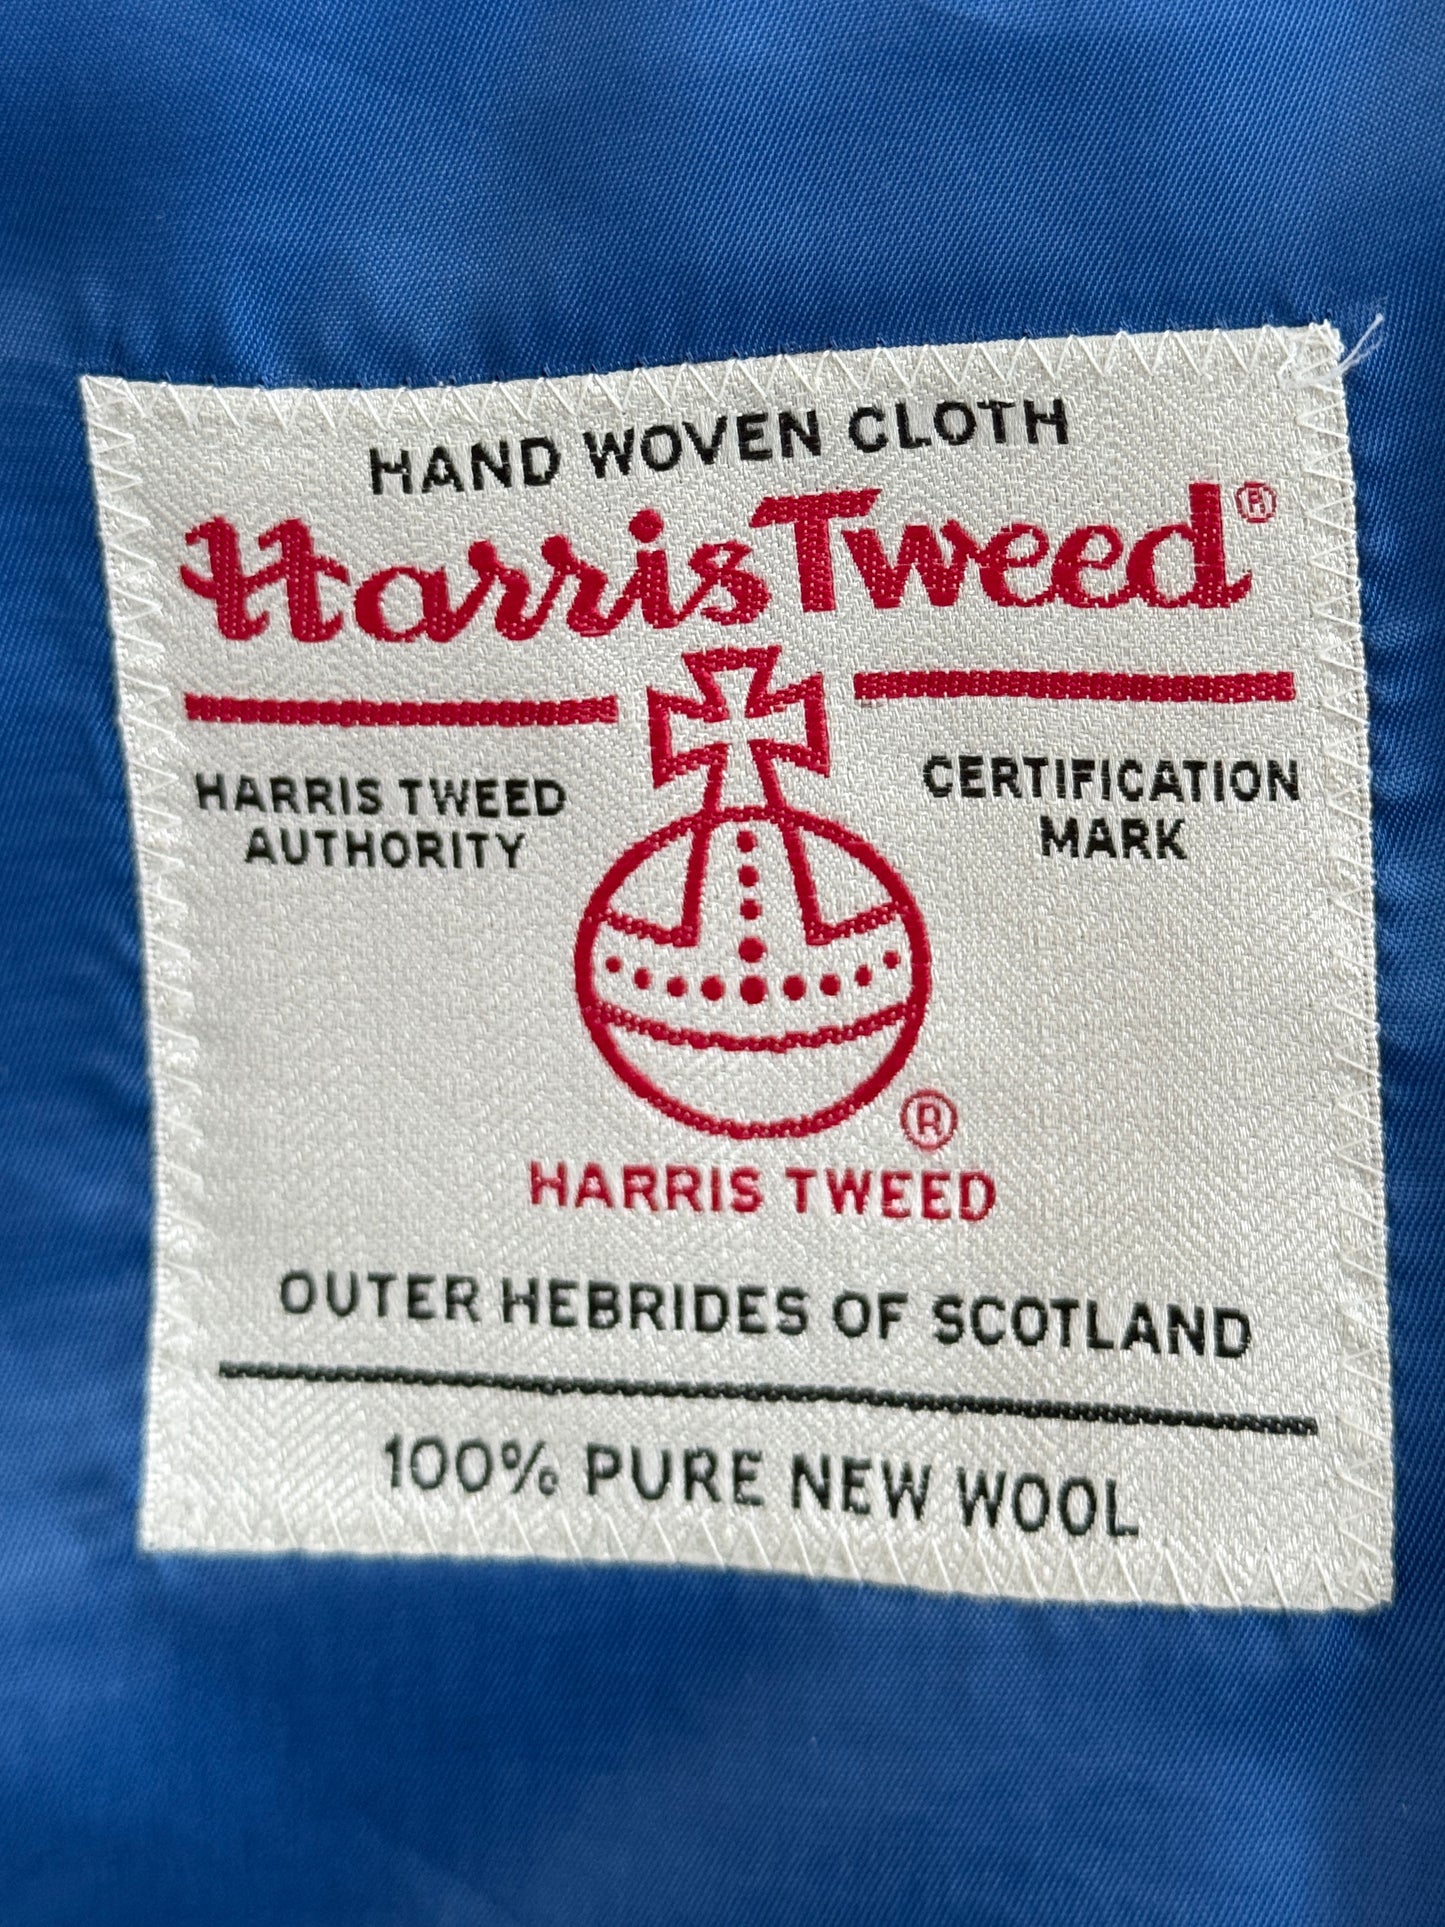 HAND WOVEN CLOTH
Harris Tweed®
HARRIS TWEED
AUTHORITY
CERTIFICATION
MARK
®
HARRIS TWEED
OUTER HEBRIDES OF SCOTLAND
100% PURE NEW WOOL